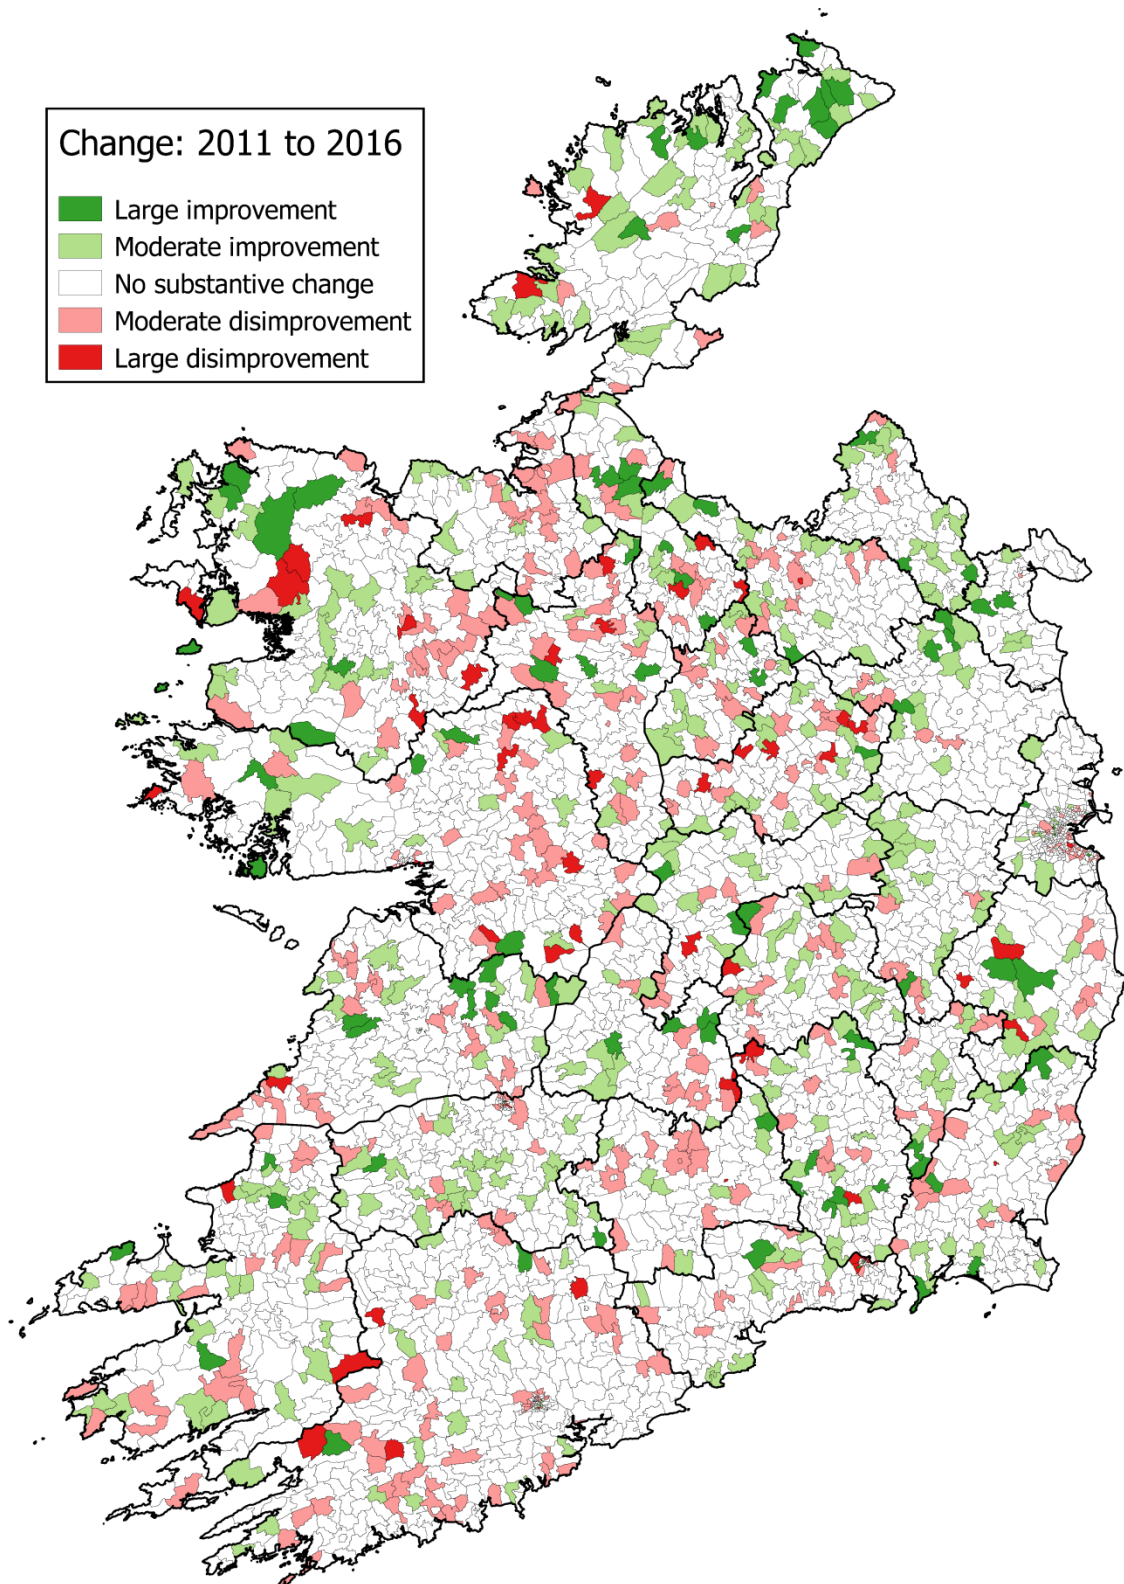 Change: 2011 to 2016
Large improvement
Moderate improvement
No substantive change
Moderate disimprovement
Large disimprovement